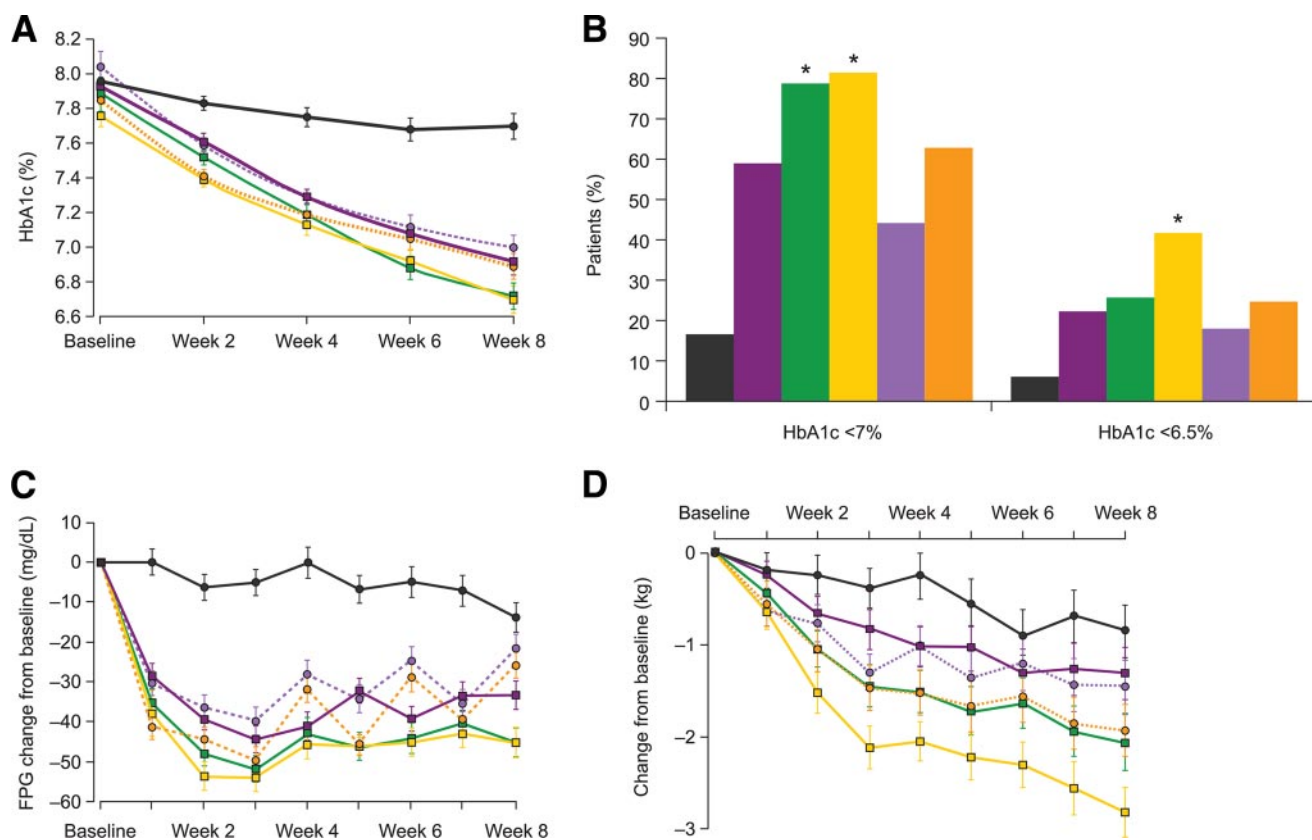 A
HbA1c (%)
8.2
8.0
7.8
7.6
7.4
7.2
7.0
6.8
6.6
Baseline Week 2 Week 4 Week 6 Week 8
B
Patients (%)
90
80
70
60
50
40
30
20
10
0
* *
*
HbA1c <7% HbA1c <6.5%
C
FPG change from baseline (mg/dL)
10
0
–10
–20
–30
–40
–50
–60
Baseline Week 2 Week 4 Week 6 Week 8
D
Baseline Week 2 Week 4 Week 6 Week 8
Change from baseline (kg)
–0
–1
–2
–3